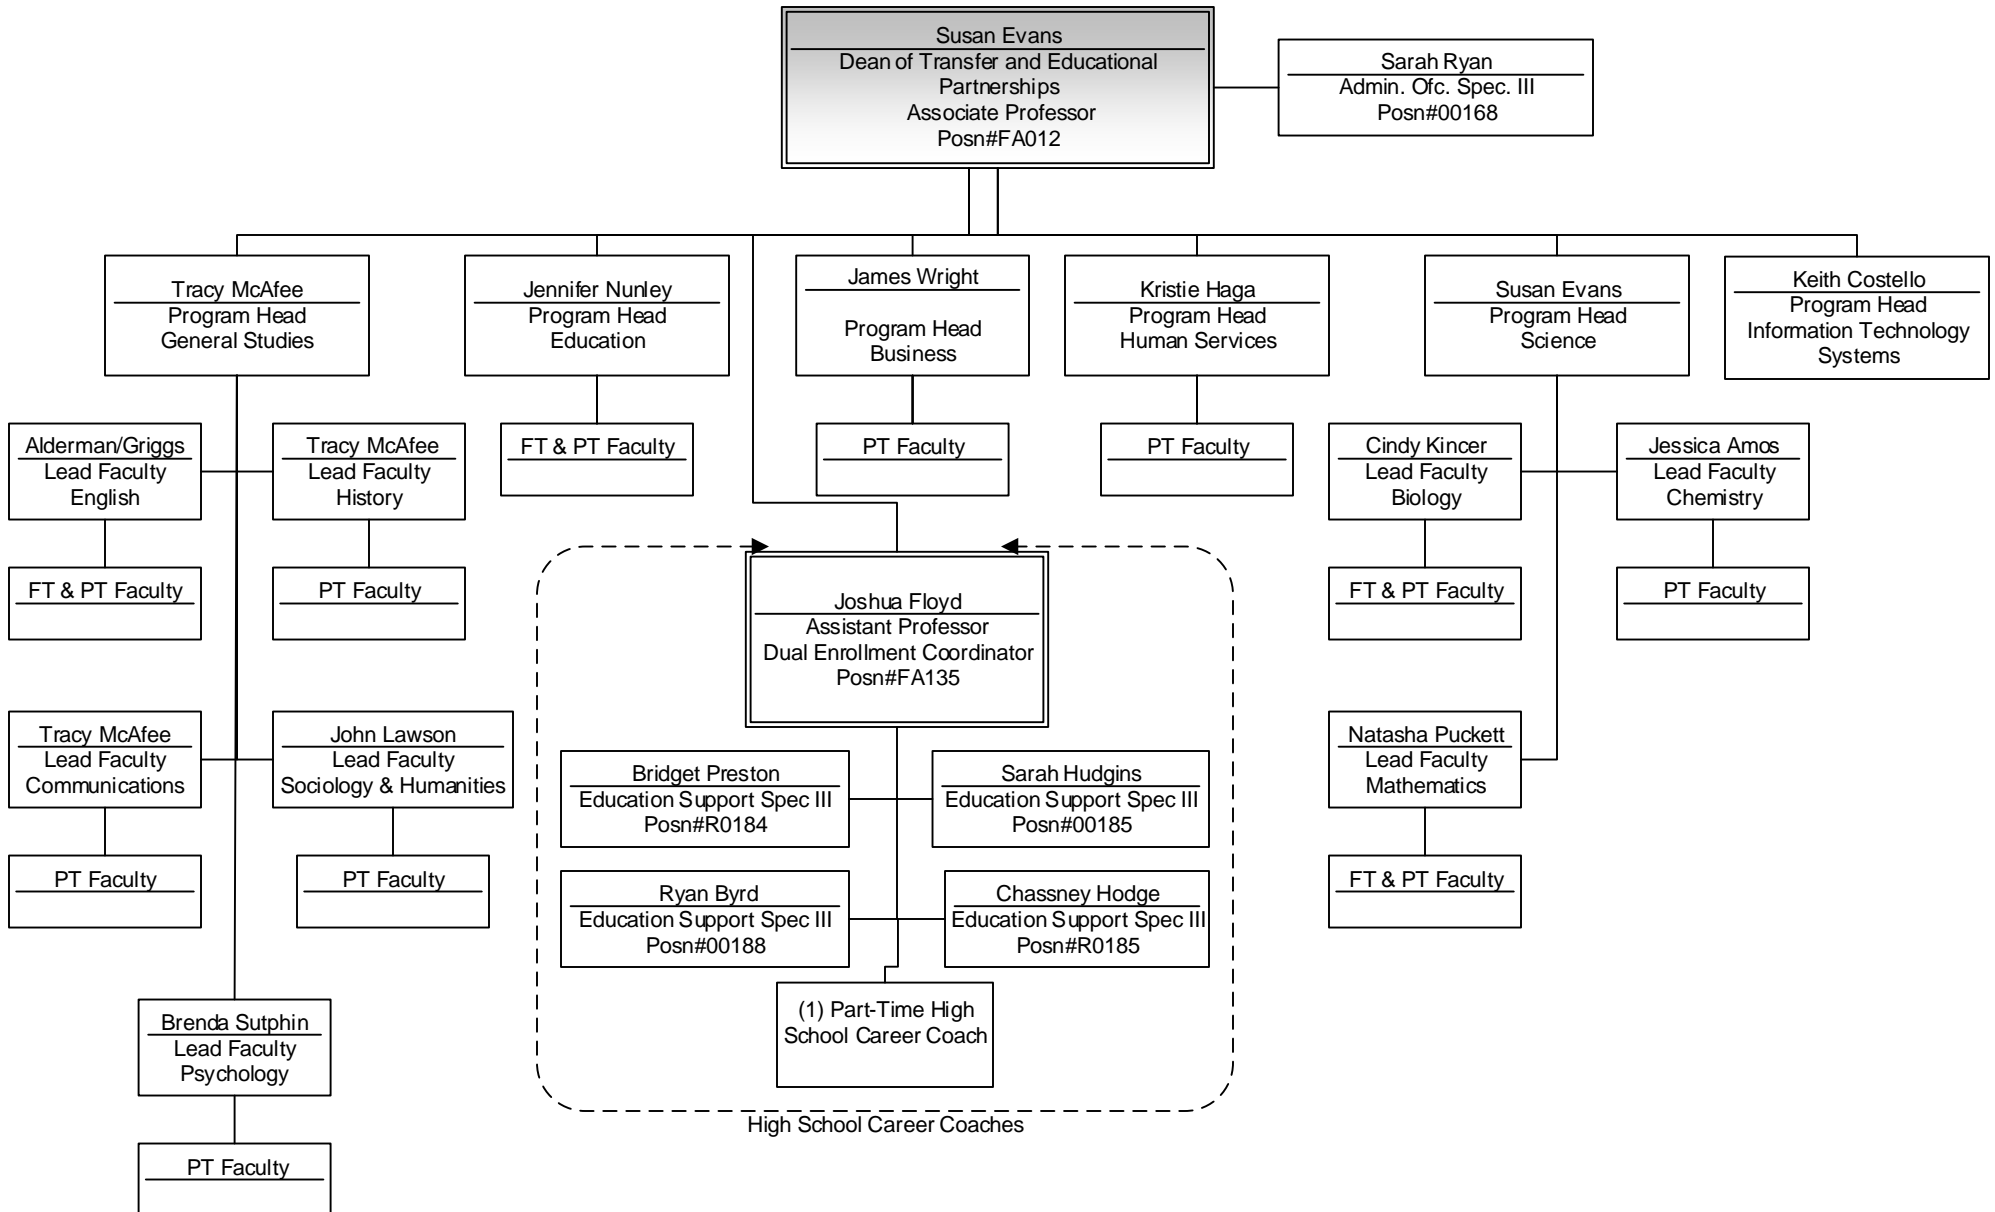 Susan Evans
Dean of Transfer and Educational
Partnerships
Associate Professor
Posn#FA012
Sarah Ryan
Admin. Ofc. Spec. III
Posn#00168
Tracy McAfee
Program Head
General Studies
Jennifer Nunley
Program Head
Education
James Wright
Program Head
Business
Kristie Haga
Program Head
Human Services
Susan Evans
Program Head
Science
Keith Costello
Program Head
Information Technology
Systems
Alderman/Griggs
Lead Faculty
English
Tracy McAfee
Lead Faculty
History
FT & PT Faculty
PT Faculty
PT Faculty
Cindy Kincer
Lead Faculty
Biology
Jessica Amos
Lead Faculty
Chemistry
FT & PT Faculty
PT Faculty
Joshua Floyd
Assistant Professor
Dual Enrollment Coordinator
Posn#FA135
FT & PT Faculty
PT Faculty
Tracy McAfee
Lead Faculty
Communications
John Lawson
Lead Faculty
Sociology & Humanities
Bridget Preston
Education Support Spec III
Posn#R0184
Sarah Hudgins
Education Support Spec III
Posn#00185
Natasha Puckett
Lead Faculty
Mathematics
PT Faculty
PT Faculty
Ryan Byrd
Education Support Spec III
Posn#00188
Chassney Hodge
Education Support Spec III
Posn#R0185
FT & PT Faculty
(1) Part-Time High
School Career Coach
Brenda Sutphin
Lead Faculty
Psychology
High School Career Coaches
PT Faculty